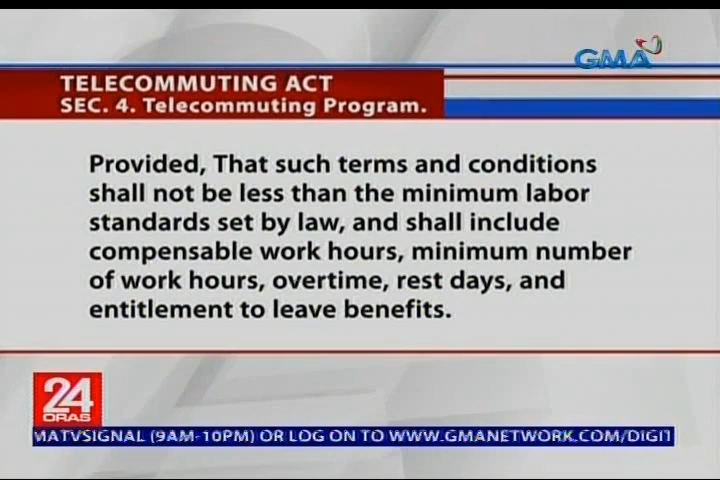 GMA
TELECOMMUTING ACT
SEC. 4. Telecommuting Program.
Provided, That such terms and conditions
shall not be less than the minimum labor
standards set by law, and shall include
compensable work hours, minimum number
of work hours, overtime, rest days, and
entitlement to leave benefits.
24
ORAS
MATVSIGNAL (9AM-10PM) OR LOG ON TO WWW.GMANETWORK.COM/DIGIT